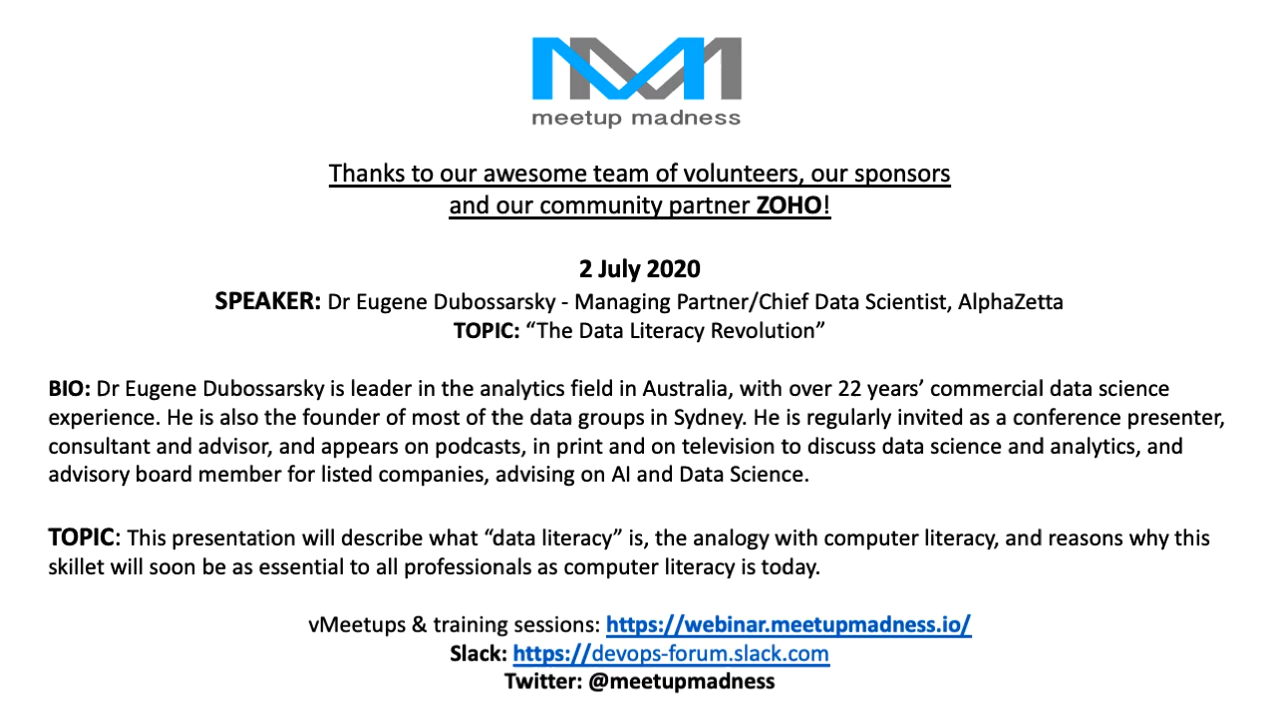 meetup madness
Thanks to our awesome team of volunteers, our sponsors
and our community partner ZOHO!
2 July 2020
SPEAKER: Dr Eugene Dubossarsky - Managing Partner/Chief Data Scientist, AlphaZetta
TOPIC: “The Data Literacy Revolution”
BIO: Dr Eugene Dubossarsky is leader in the analytics field in Australia, with over 22 years’ commercial data science
experience. He is also the founder of most of the data groups in Sydney. He is regularly invited as a conference presenter,
consultant and advisor, and appears on podcasts, in print and on television to discuss data science and analytics, and
advisory board member for listed companies, advising on AI and Data Science.
TOPIC: This presentation will describe what “data literacy” is, the analogy with computer literacy, and reasons why this
skillet will soon be as essential to all professionals as computer literacy is today.
vMeetups & training sessions: https://webinar.meetupmadness.io/
Slack: https://devops-forum.slack.com
Twitter: @meetupmadness